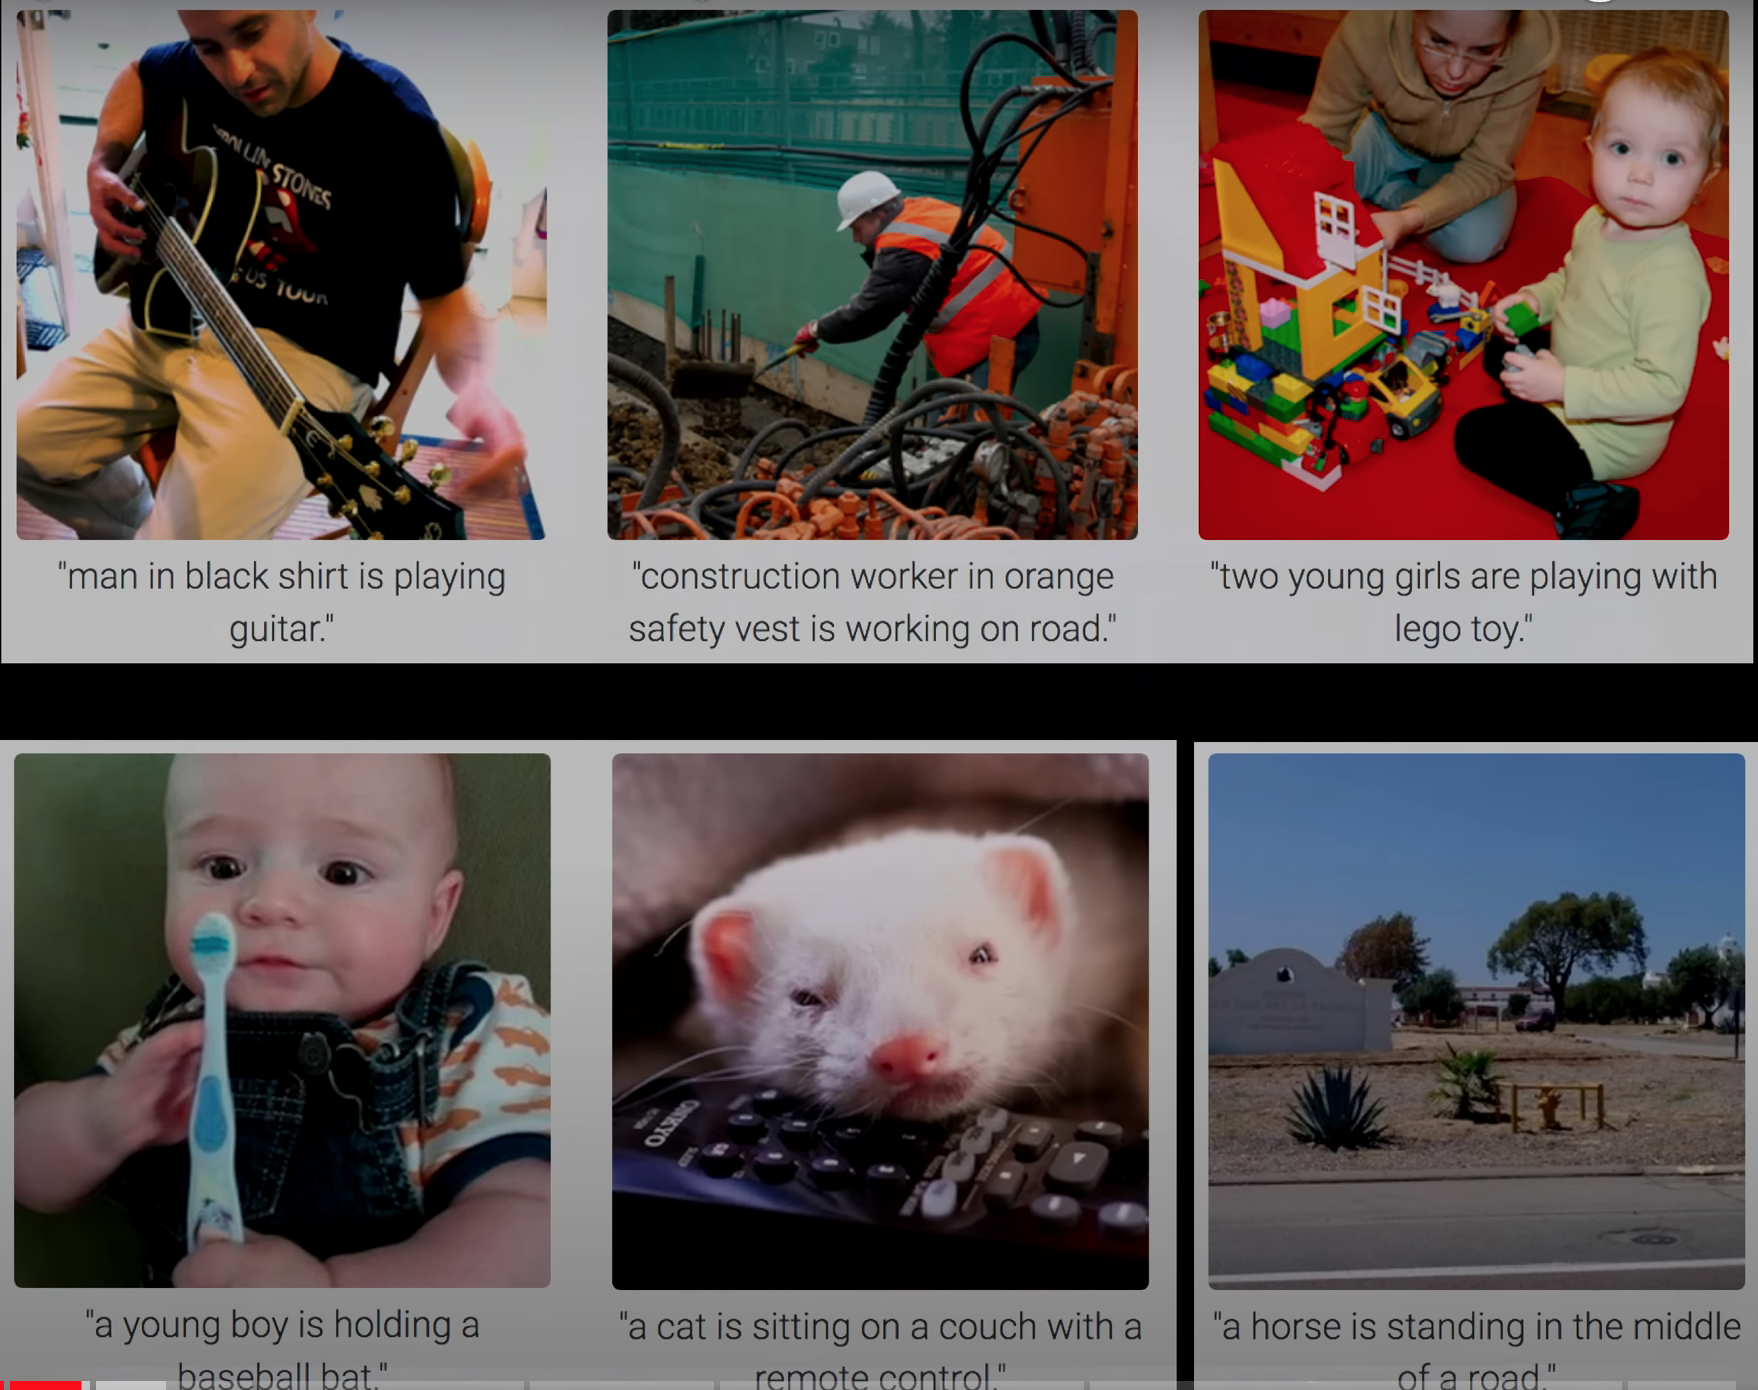 ROLLING STONES
US TOUR
"man in black shirt is playing
guitar."
"construction worker in orange
safety vest is working on road."
"two young girls are playing with
lego toy."
ONKYO
"a young boy is holding a
baseball bat."
"a cat is sitting on a couch with a
remote control."
"a horse is standing in the middle
of a road."